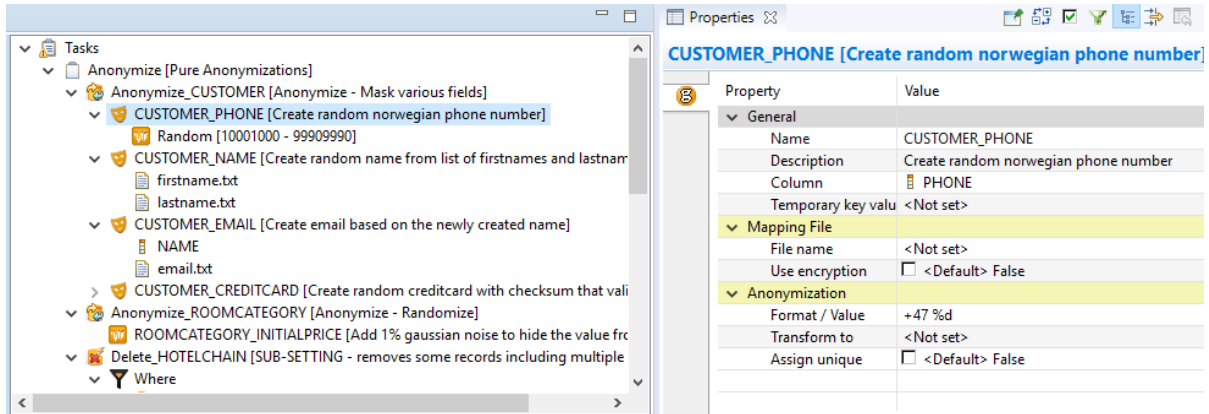 Tasks
Anonymize [Pure Anonymizations]
Anonymize_CUSTOMER [Anonymize - Mask various fields]
CUSTOMER_PHONE [Create random norwegian phone number]
Random [10001000 - 99909990]
CUSTOMER_NAME [Create random name from list of firstnames and lastnam
firstname.txt
lastname.txt
CUSTOMER_EMAIL [Create email based on the newly created name]
NAME
email.txt
CUSTOMER_CREDITCARD [Create random creditcard with checksum that vali
Anonymize_ROOMCATEGORY [Anonymize - Randomize]
ROOMCATEGORY_INITIALPRICE [Add 1% gaussian noise to hide the value fro
Delete_HOTELCHAIN [SUB-SETTING - removes some records including multiple
Where
Properties
CUSTOMER_PHONE [Create random norwegian phone number]
Property Value
General
Name CUSTOMER_PHONE
Description Create random norwegian phone number
Column PHONE
Temporary key valu <Not set>
Mapping File
File name <Not set>
Use encryption <Default> False
Anonymization
Format / Value +47 %d
Transform to <Not set>
Assign unique <Default> False